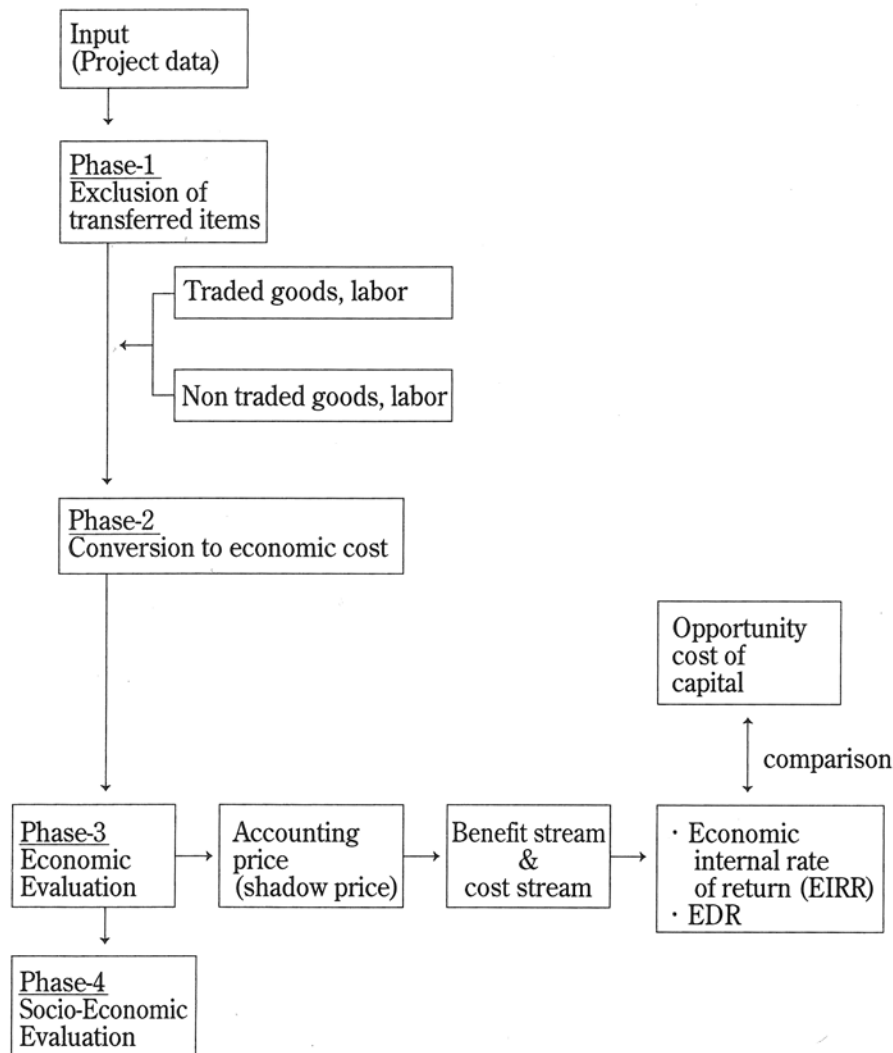 Input
(Project data)
Phase-1
Exclusion of
transferred items
Traded goods, labor
Non traded goods, labor
Phase-2
Conversion to economic cost
Opportunity
cost of
capital
comparison
Phase-3
Economic
Evaluation
Accounting
price
(shadow price)
Benefit stream
&
cost stream
· Economic
internal rate
of return (EIRR)
· EDR
Phase-4
Socio-Economic
Evaluation